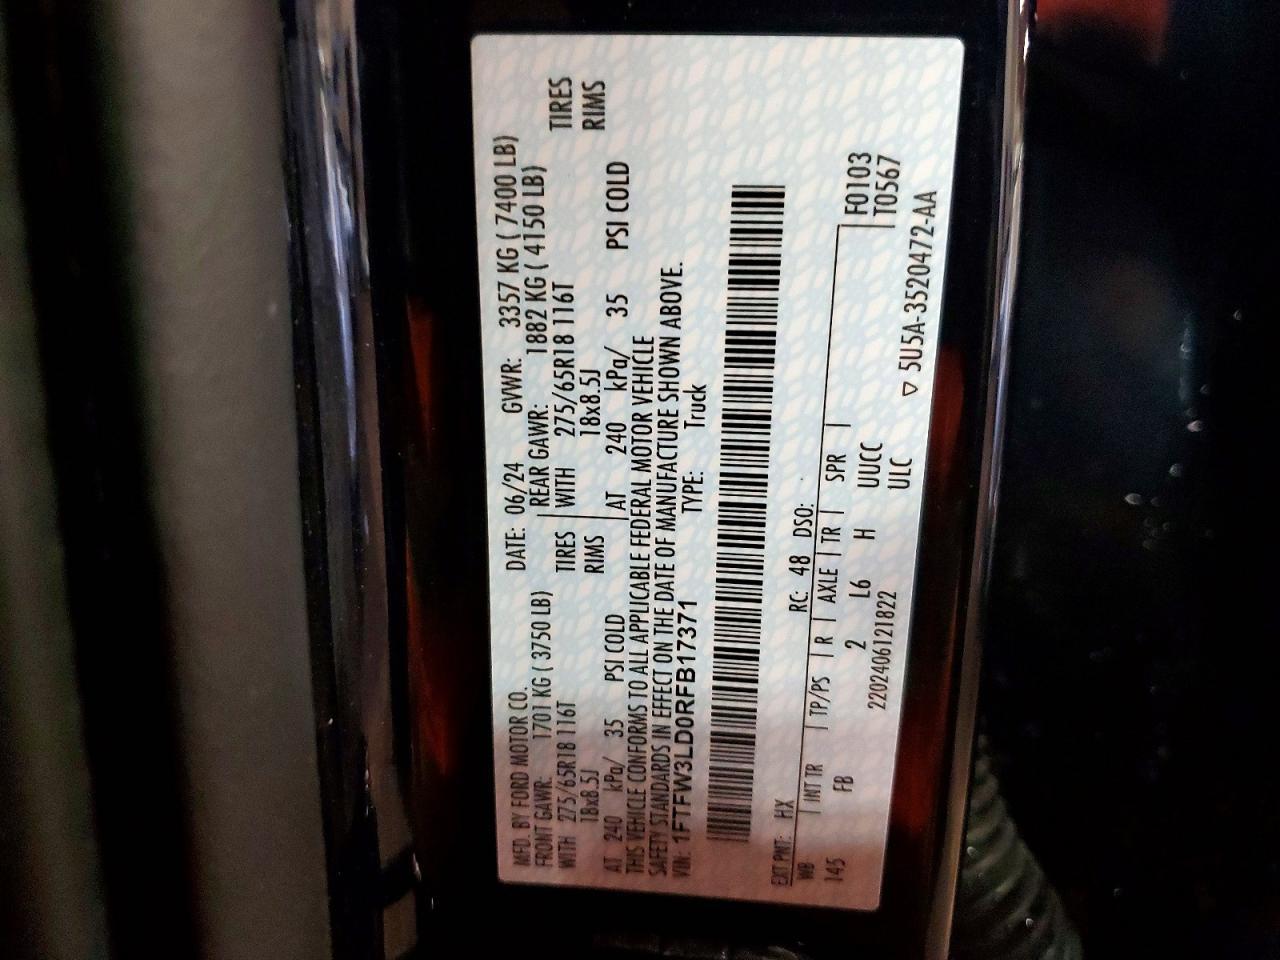 MFD. BY FORD MOTOR CO. DATE: 06/24 GVWR: 3357 KG ( 7400 LB)
FRONT GAWR: 1701 KG ( 3750 LB) REAR GAWR: 1882 KG ( 4150 LB)
WITH 275/65R18 116T TIRES WITH 275/65R18 116T TIRES
18x8.5J RIMS 18x8.5J RIMS
AT 240 kPa/ 35 PSI COLD AT 240 kPa/ 35 PSI COLD
THIS VEHICLE CONFORMS TO ALL APPLICABLE FEDERAL MOTOR VEHICLE
SAFETY STANDARDS IN EFFECT ON THE DATE OF MANUFACTURE SHOWN ABOVE.
VIN: 1FTFW3LD0RFB17371 TYPE: Truck
EXT PNT: HX RC: 48 DSO:
WB INT TR TP/PS R AXLE TR SPR F0103
145 FB 2 L6 H UUCC T0567
2202406121822 ULC
▽ 5U5A-3520472-AA